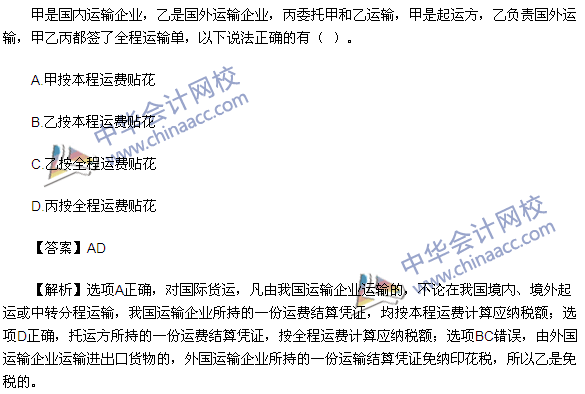 甲是国内运输企业，乙是国外运输企业，丙委托甲和乙运输，甲是起运方，乙负责国外运
输，甲乙丙都签了全程运输单，以下说法正确的有（ ）。
A.甲按本程运费贴花
B.乙按本程运费贴花
C.乙按全程运费贴花
D.丙按全程运费贴花
【答案】AD
【解析】选项A正确，对国际货运，凡由我国运输企业运输的，不论在我国境内、境外起
运或中转分程运输，我国运输企业所持的一份运费结算凭证，均按本程运费计算应纳税额；选
项D正确，托运方所持的一份运费结算凭证，按全程运费计算应纳税额；选项BC错误，由外国
运输企业运输进出口货物的，外国运输企业所持的一份运输结算凭证免纳印花税，所以乙是免
税的。
中华会计网校
www.chinaacc.com
中华会计网校
www.chinaacc.com